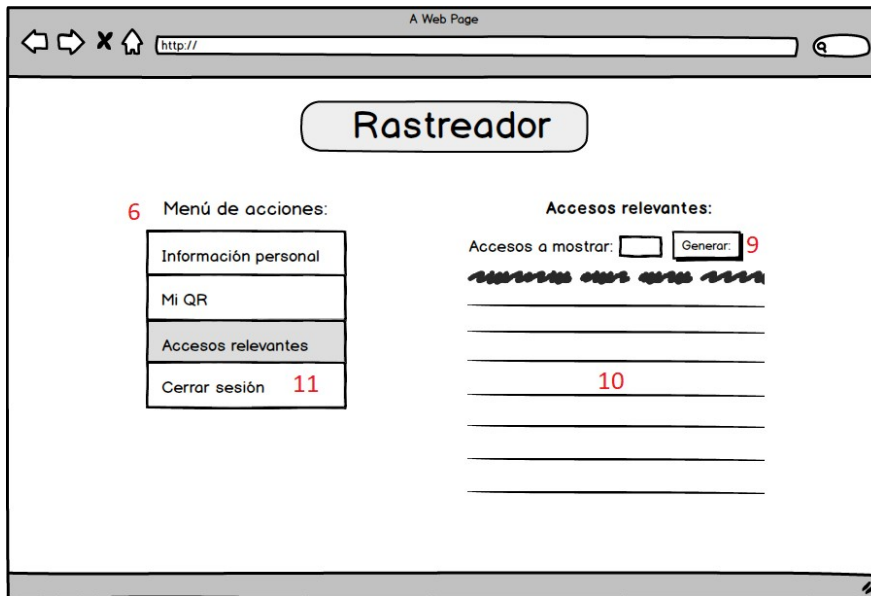 A Web Page
http://
Rastreador
6 Menú de acciones:
Información personal
Mi QR
Accesos relevantes
Cerrar sesión 11
Accesos relevantes:
Accesos a mostrar: Generar: 9
10